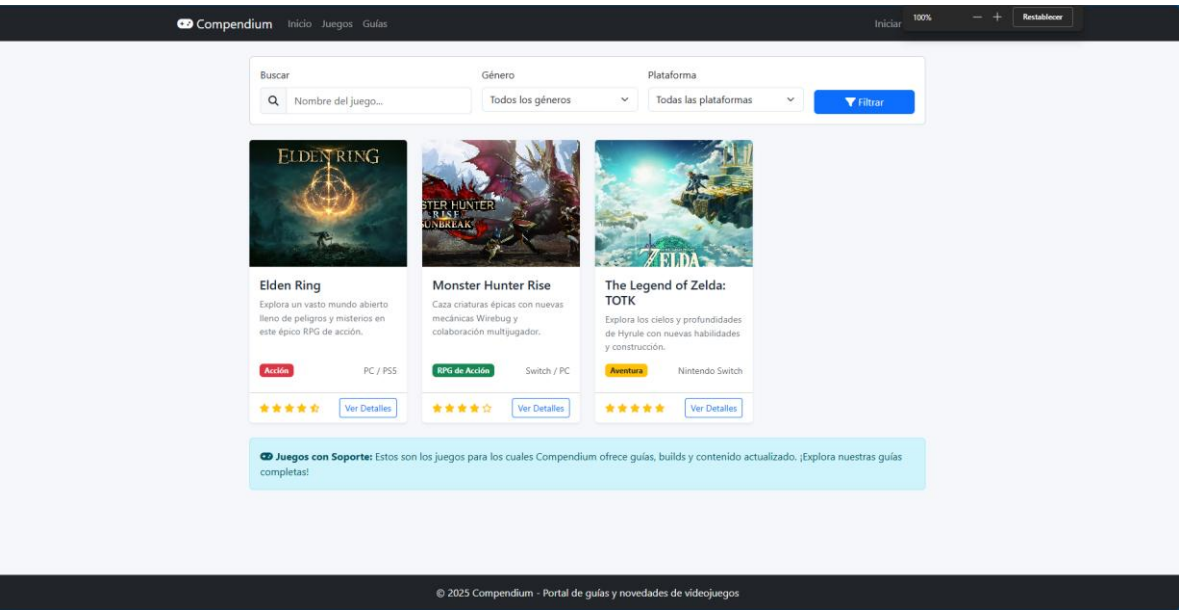 Compendium Inicio Juegos Guías Iniciar
100% Restablecer
Buscar Género Plataforma
Nombre del juego... Todos los géneros Todas las plataformas Filtrar
ELDEN RING
STER HUNTER
RISE
SUNBREAK
ZELDA
Elden Ring
Explora un vasto mundo abierto
lleno de peligros y misterios en
este épico RPG de acción.
Acción PC / PS5
Ver Detalles
Monster Hunter Rise
Caza criaturas épicas con nuevas
mecánicas Wirebug y
colaboración multijugador.
RPG de Acción Switch / PC
Ver Detalles
The Legend of Zelda:
TOTK
Explora los cielos y profundidades
de Hyrule con nuevas habilidades
y construcción.
Aventura Nintendo Switch
Ver Detalles
Juegos con Soporte: Estos son los juegos para los cuales Compendium ofrece guías, builds y contenido actualizado. ¡Explora nuestras guías
completas!
© 2025 Compendium - Portal de guías y novedades de videojuegos